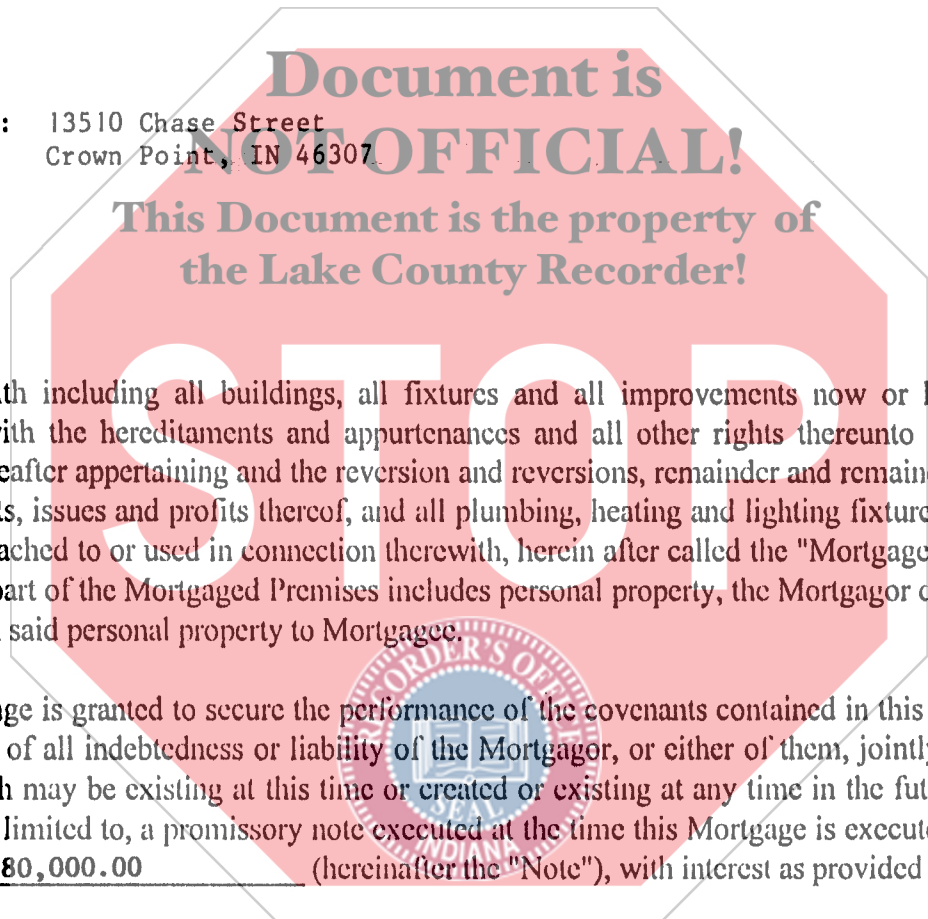 Document is
: 13510 Chase Street
NOT OFFICIAL!
Crown Point, IN 46307
This Document is the property of
the Lake County Recorder!
STOP
including all buildings, all fixtures and all improvements now or
with the hereditaments and appurtenances and all other rights thereunto
eafter appertaining and the reversion and reversions, remainder and remain
s, issues and profits thereof, and all plumbing, heating and lighting fixture
ached to or used in connection therewith, herein after called the "Mortgage
part of the Mortgaged Premises includes personal property, the Mortgagor
said personal property to Mortgagee.
RECORDER'S OFFICE
age is granted to secure the performance of the covenants contained in this
of all indebtedness or liability of the Mortgagor, or either of them, jointly
h may be existing at this time or created or existing at any time in the fut
limited to, a promissory note executed at the time this Mortgage is execut
SEAL
80,000.00 (hereinafter the "Note"), with interest as provided
INDIANA